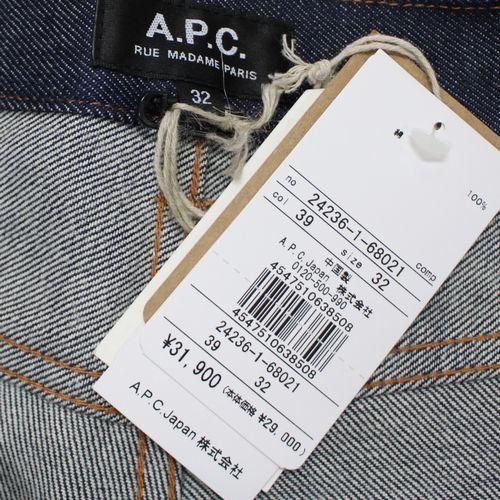 A.P.C.
RUE MADAME PARIS
32
綿 100%
no 24236-1-68021 comp
col 39 size 32
中国製
A.P.C. Japan 株式会社
0120-500-990
4547510638508
24236-1-68021
39 32
¥31,900 (本体価格 ¥29,000)
A.P.C. Japan 株式会社